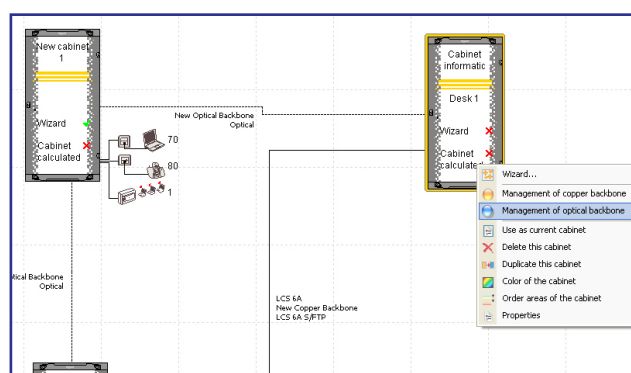 New cabinet
1
Wizard
Cabinet
calculated
New Optical Backbone
Optical
70
80
1
Cabinet
informatic
Desk 1
Wizard
Cabinet
calculated
Wizard...
Management of copper backbone
Management of optical backbone
Use as current cabinet
Delete this cabinet
Duplicate this cabinet
Color of the cabinet
Order areas of the cabinet
Properties
tical Backbone
Optical
LCS 6A
New Copper Backbone
LCS 6A S/FTP